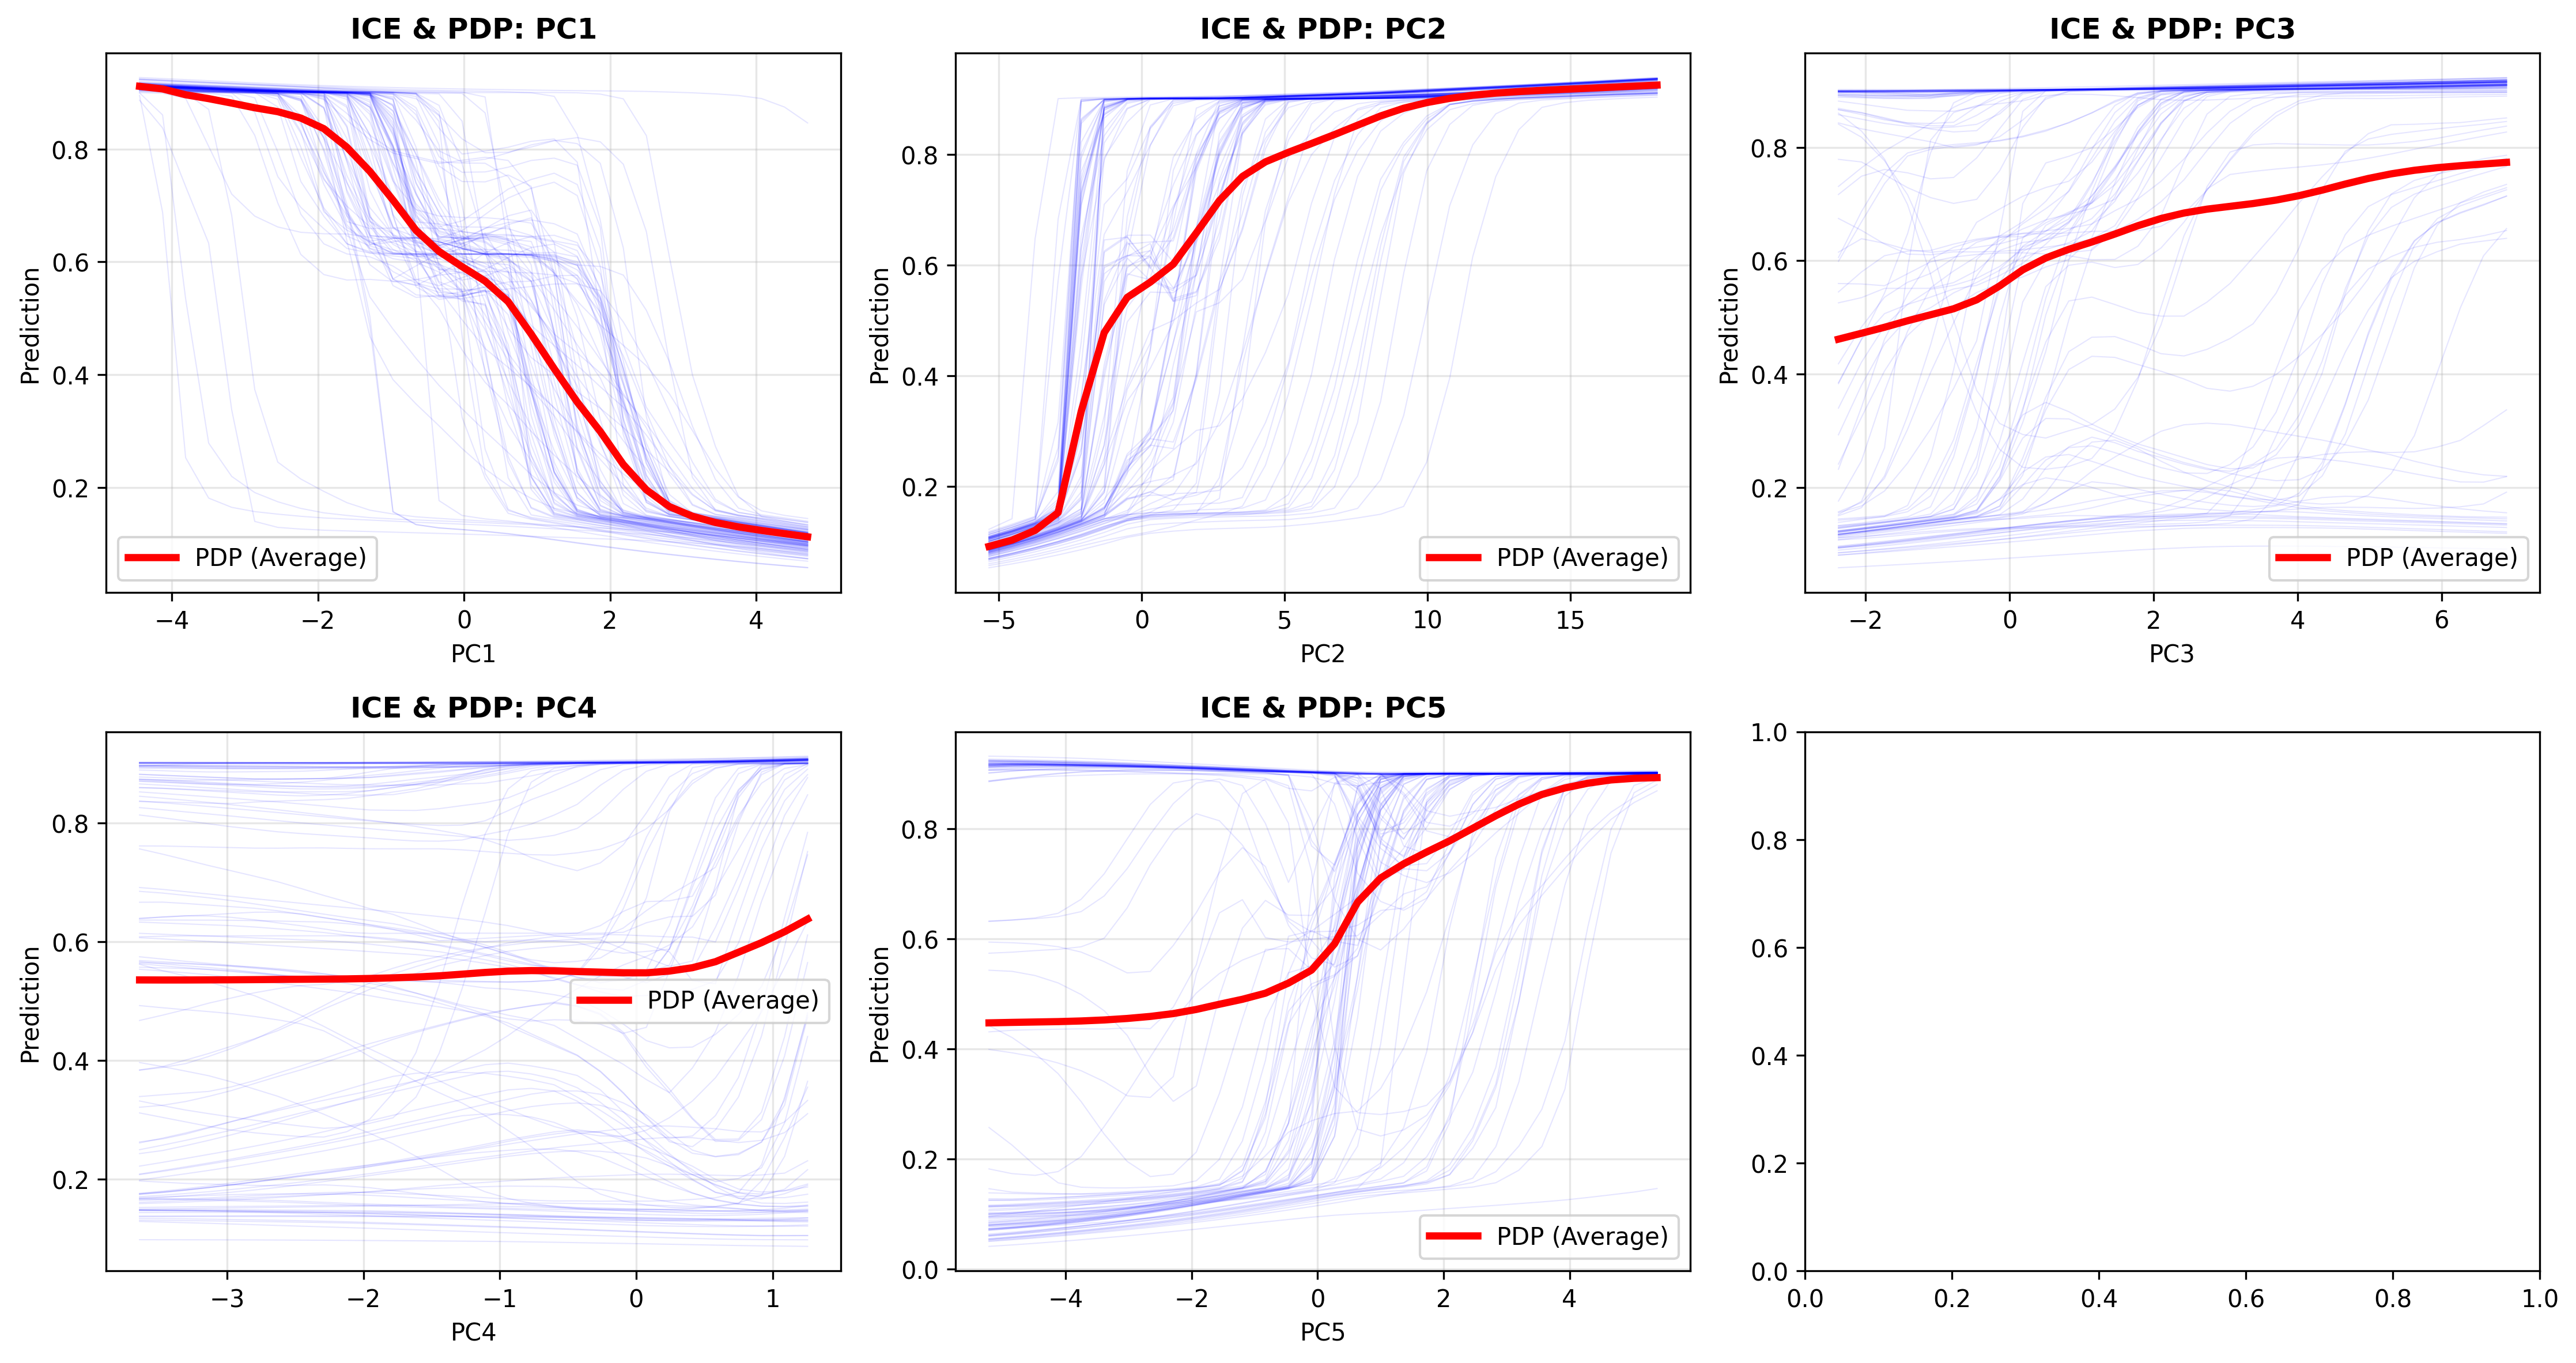 ICE & PDP: PC1
Prediction
0.8
0.6
0.4
0.2
PDP (Average)
−4 −2 0 2 4
PC1
ICE & PDP: PC2
Prediction
0.8
0.6
0.4
0.2
PDP (Average)
−5 0 5 10 15
PC2
ICE & PDP: PC3
Prediction
0.8
0.6
0.4
0.2
PDP (Average)
−2 0 2 4 6
PC3
ICE & PDP: PC4
Prediction
0.8
0.6
0.4
0.2
PDP (Average)
−3 −2 −1 0 1
PC4
ICE & PDP: PC5
Prediction
0.8
0.6
0.4
0.2
0.0
PDP (Average)
−4 −2 0 2 4
PC5
1.0
0.8
0.6
0.4
0.2
0.0
0.0 0.2 0.4 0.6 0.8 1.0